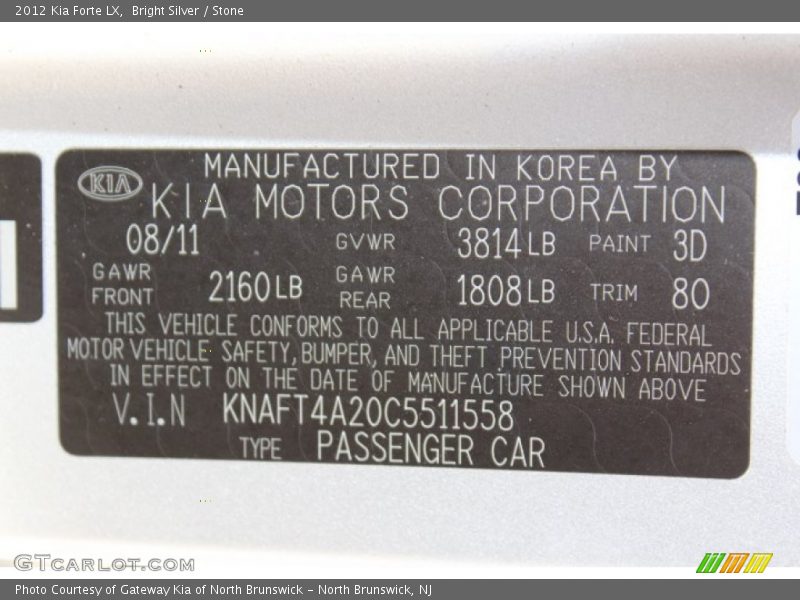 2012 Kia Forte LX,  Bright Silver / Stone
KIA
MANUFACTURED IN KOREA BY
KIA MOTORS CORPORATION
08/11 GVWR 3814 LB PAINT 3D
GAWR FRONT 2160 LB GAWR REAR 1808 LB TRIM 80
THIS VEHICLE CONFORMS TO ALL APPLICABLE U.S.A. FEDERAL
MOTOR VEHICLE SAFETY, BUMPER, AND THEFT PREVENTION STANDARDS
IN EFFECT ON THE DATE OF MANUFACTURE SHOWN ABOVE
V.I.N KNAFT4A20C5511558
TYPE PASSENGER CAR
GTCARLOT.COM
Photo Courtesy of Gateway Kia of North Brunswick - North Brunswick, NJ